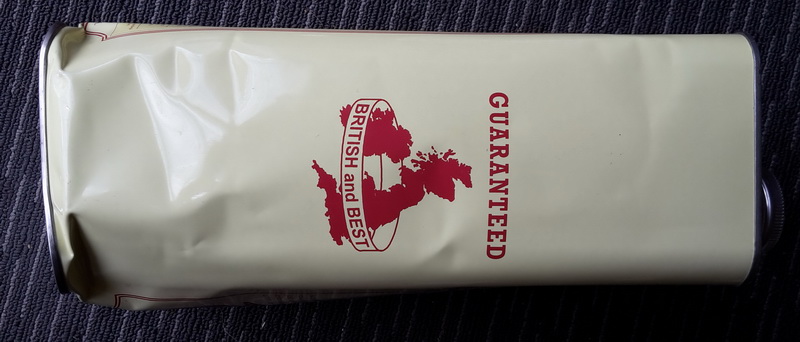 GUARANTEED
BRITISH and BEST